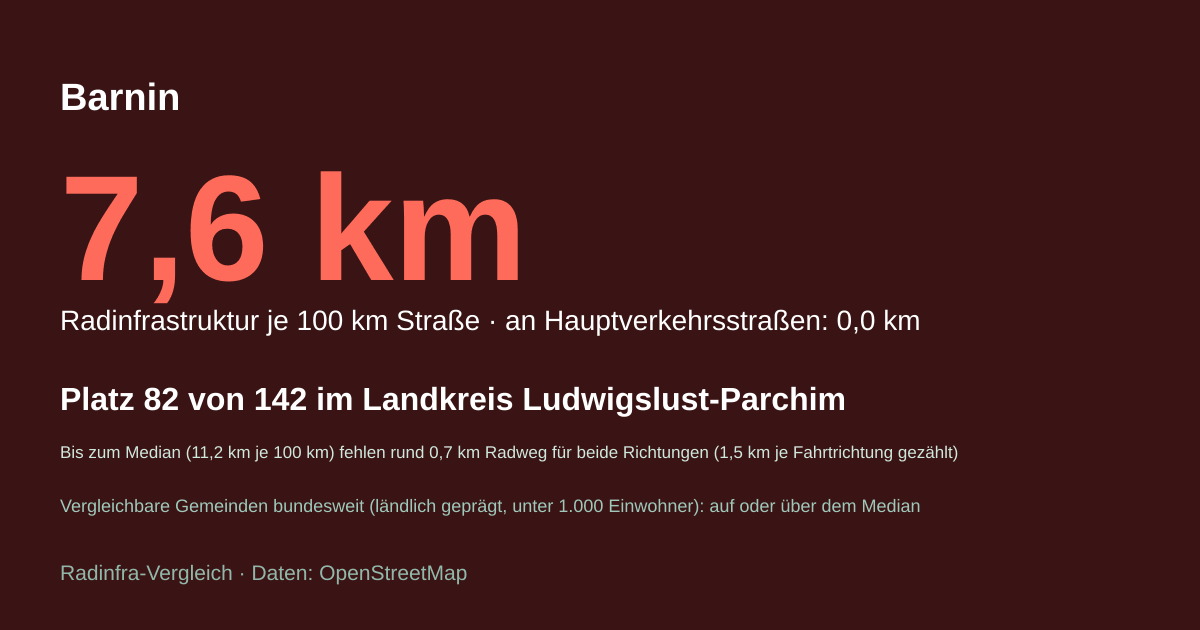 Barnin
7,6 km
Radinfrastruktur je 100 km Straße · an Hauptverkehrsstraßen: 0,0 km
Platz 82 von 142 im Landkreis Ludwigslust-Parchim
Bis zum Median (11,2 km je 100 km) fehlen rund 0,7 km Radweg für beide Richtungen (1,5 km je Fahrtrichtung gezählt)
Vergleichbare Gemeinden bundesweit (ländlich geprägt, unter 1.000 Einwohner): auf oder über dem Median
Radinfra-Vergleich · Daten: OpenStreetMap